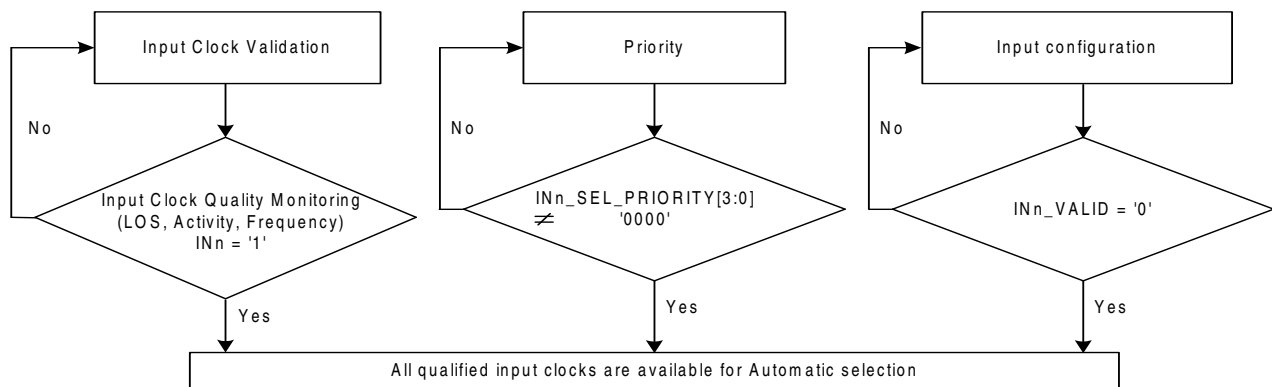 Input Clock Validation
Priority
Input configuration
No
No
No
Input Clock Quality Monitoring
(LOS, Activity, Frequency)
INn = '1'
INn_SEL_PRIORITY[3:0]
≠ '0000'
INn_VALID = '0'
Yes
Yes
Yes
All qualified input clocks are available for Automatic selection